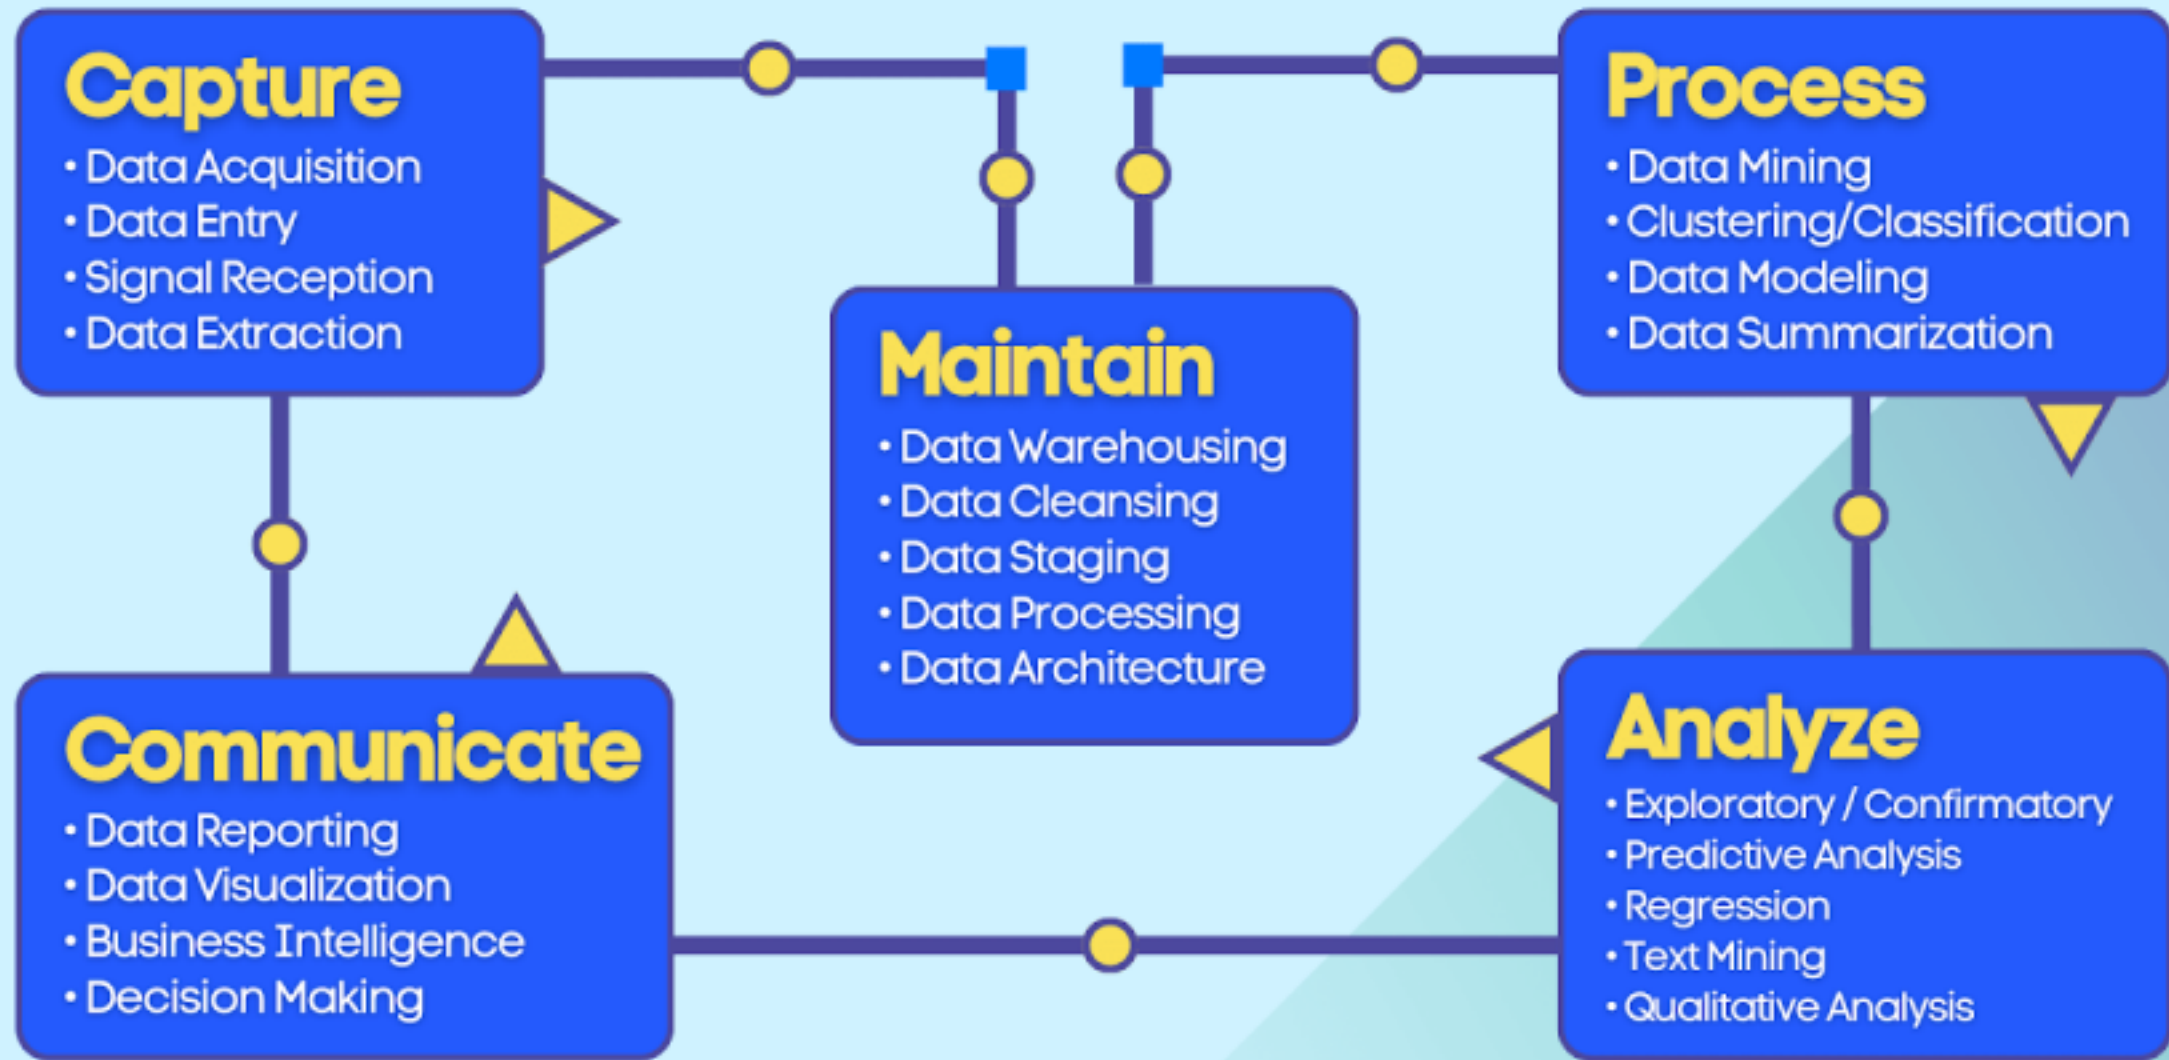 Capture
• Data Acquisition
• Data Entry
• Signal Reception
• Data Extraction
Maintain
• Data Warehousing
• Data Cleansing
• Data Staging
• Data Processing
• Data Architecture
Process
• Data Mining
• Clustering/Classification
• Data Modeling
• Data Summarization
Analyze
• Exploratory / Confirmatory
• Predictive Analysis
• Regression
• Text Mining
• Qualitative Analysis
Communicate
• Data Reporting
• Data Visualization
• Business Intelligence
• Decision Making